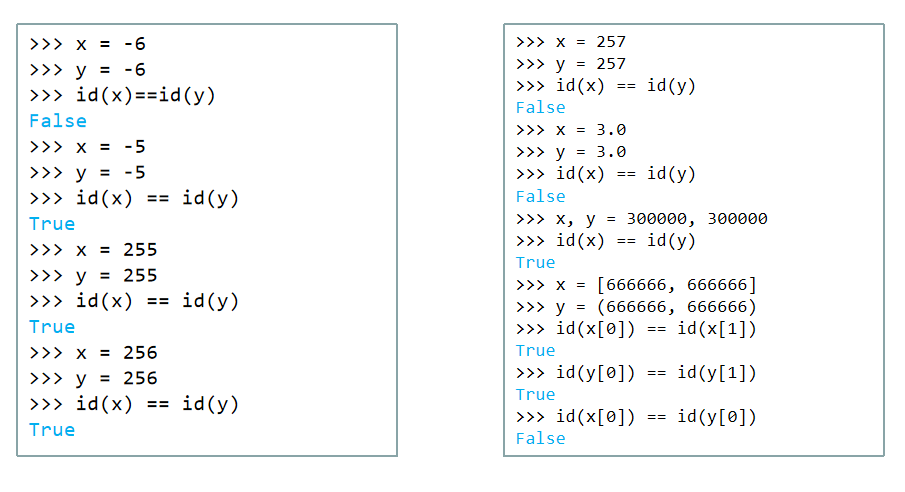 >>> x = -6
>>> y = -6
>>> id(x)==id(y)
False
>>> x = -5
>>> y = -5
>>> id(x) == id(y)
True
>>> x = 255
>>> y = 255
>>> id(x) == id(y)
True
>>> x = 256
>>> y = 256
>>> id(x) == id(y)
True
>>> x = 257
>>> y = 257
>>> id(x) == id(y)
False
>>> x = 3.0
>>> y = 3.0
>>> id(x) == id(y)
False
>>> x, y = 300000, 300000
>>> id(x) == id(y)
True
>>> x = [666666, 666666]
>>> y = (666666, 666666)
>>> id(x[0]) == id(x[1])
True
>>> id(y[0]) == id(y[1])
True
>>> id(x[0]) == id(y[0])
False